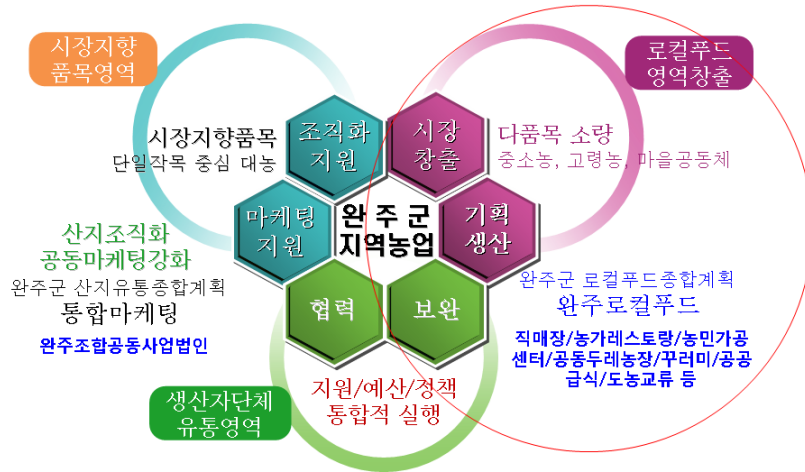 시장지향
품목영역
로컬푸드
영역창출
시장지향품목
단일작목 중심 대농
조직화
지원
시장
창출
다품목 소량
중소농, 고령농, 마을공동체
마케팅
지원
완 주 군
지역농업
기획
생산
산지조직화
공동마케팅강화
완주군 산지유통종합계획
통합마케팅
완주조합공동사업법인
협력
보완
완주군 로컬푸드종합계획
완주로컬푸드
직매장/농가레스토랑/농민가공
센터/공동두레농장/꾸러미/공공
급식/도농교류 등
지원/예산/정책
통합적 실행
생산자단체
유통영역